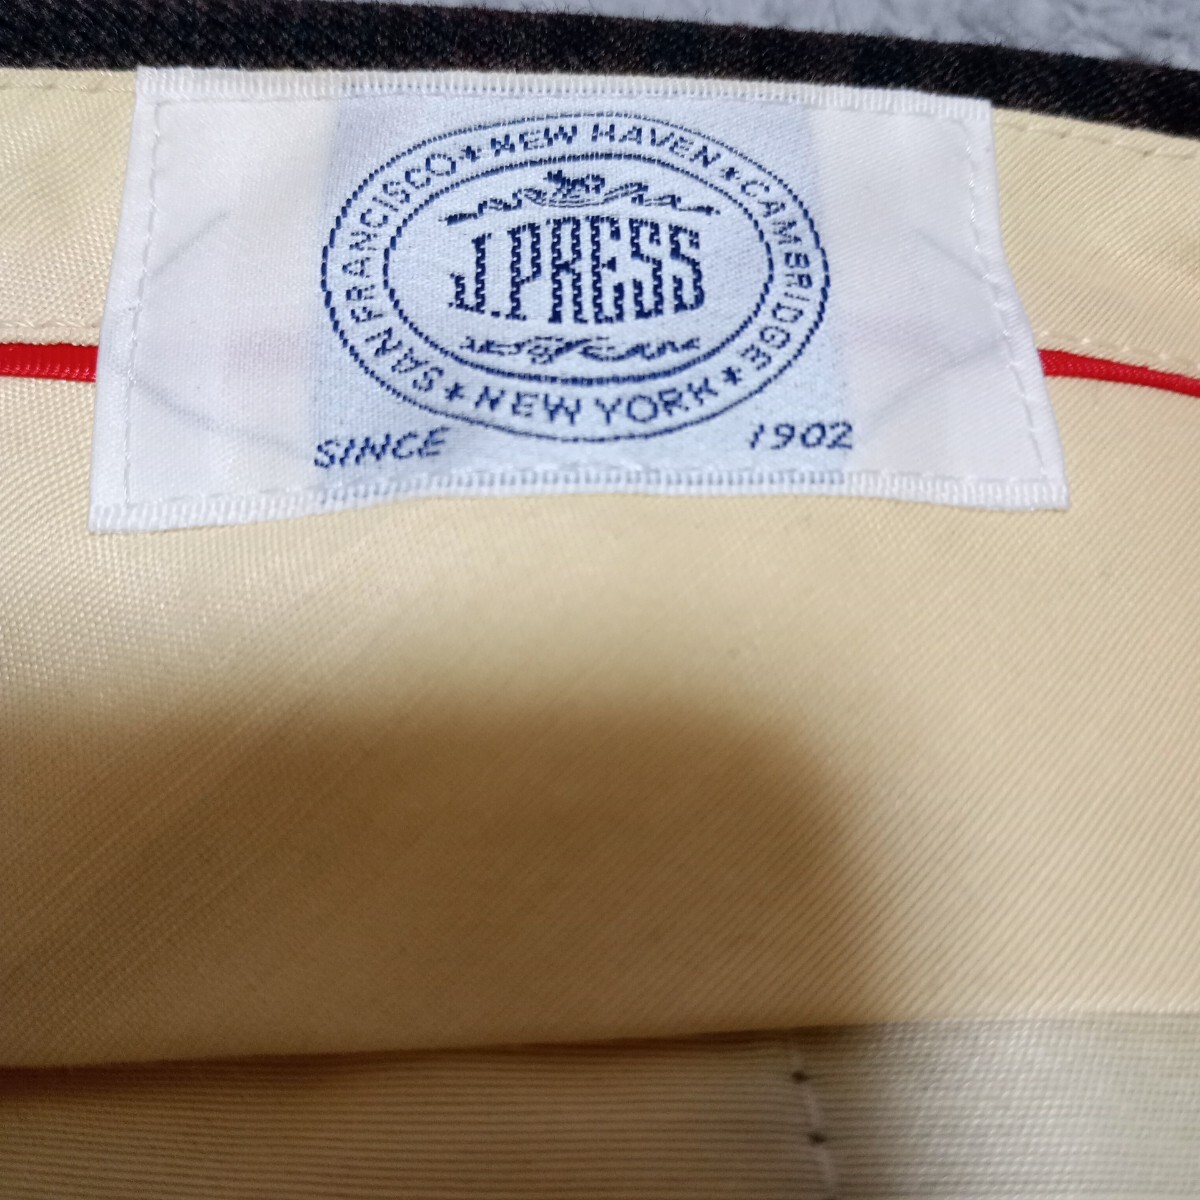 SAN FRANCISCO ★ NEW HAVEN ★ CAMBRIDGE ★ NEW YORK ★
J.PRESS
SINCE 1902